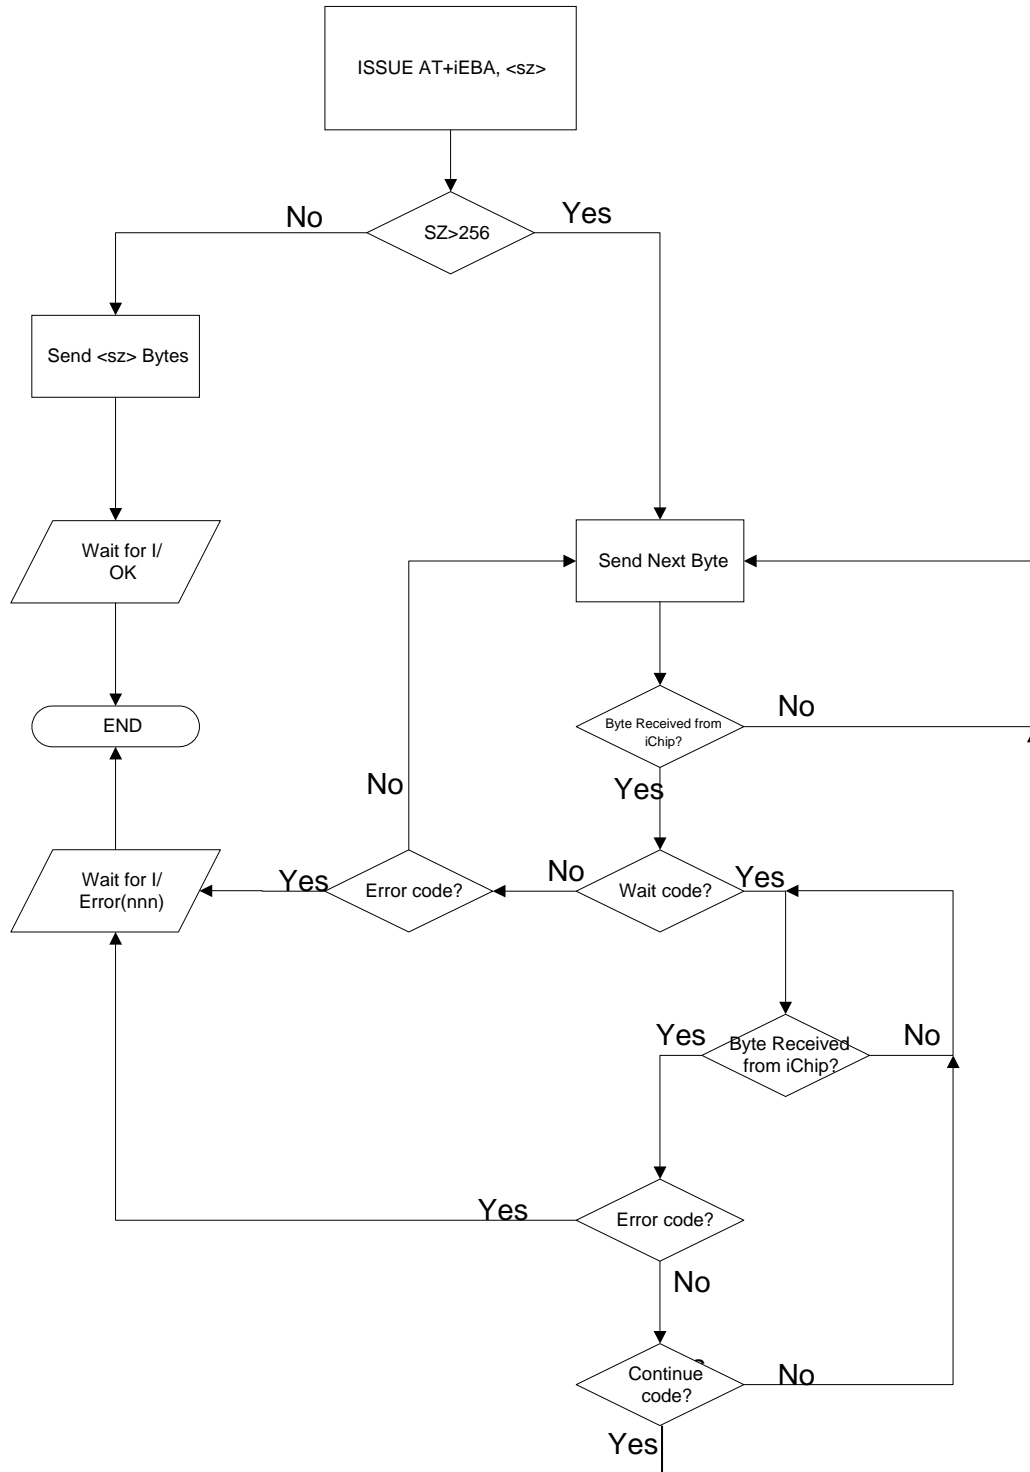 ISSUE AT+iEBA, <sz>
No
Yes
SZ>256
Send <sz> Bytes
Wait for I/
OK
Send Next Byte
END
Byte Received from
iChip?
No
Yes
No
Wait for I/
Error(nnn)
Yes
Error code?
No
Wait code?
Yes
Yes
Byte Received
from iChip?
No
Yes
Error code?
No
Continue
code?
No
Yes